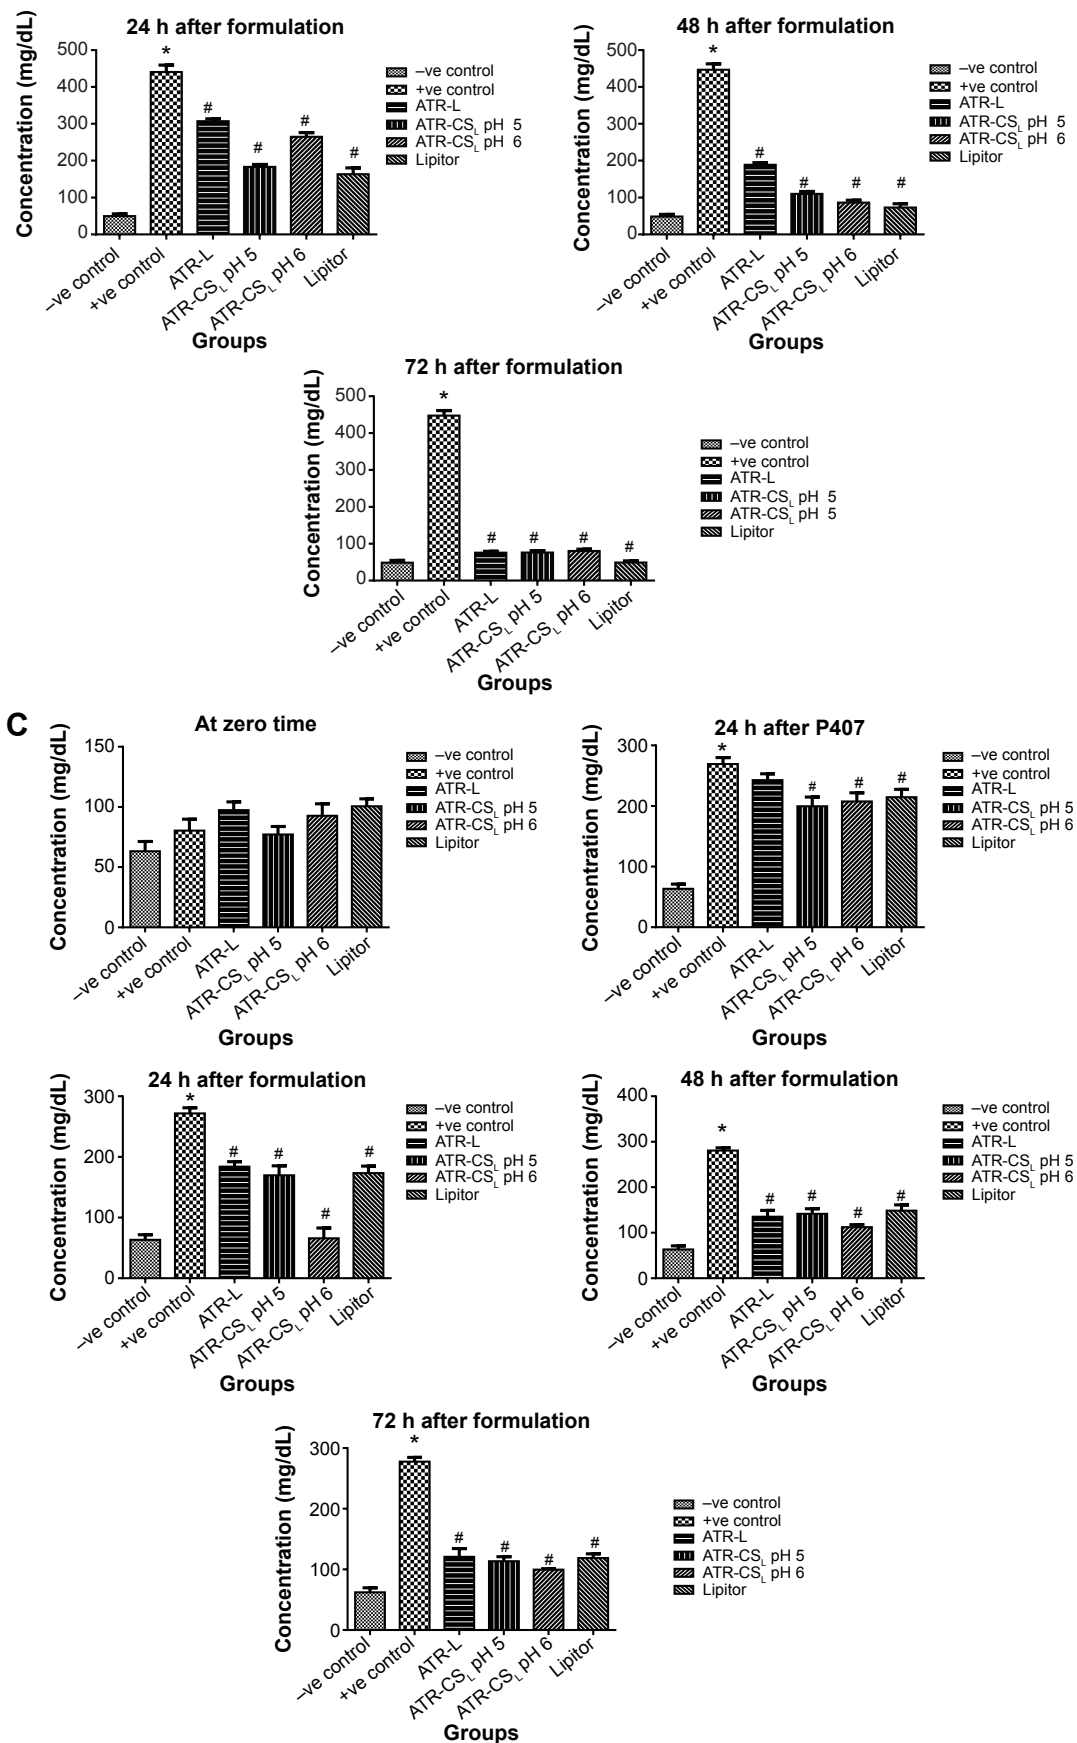 24 h after formulation
Concentration (mg/dL)
500
400
300
200
100
0
*
#
#
#
#
–ve control
+ve control
ATR-L
ATR-CSL pH 5
ATR-CSL pH 6
Lipitor
Groups
–ve control
+ve control
ATR-L
ATR-CSL pH 5
ATR-CSL pH 6
Lipitor
48 h after formulation
Concentration (mg/dL)
500
400
300
200
100
0
*
#
#
#
#
–ve control
+ve control
ATR-L
ATR-CSL pH 5
ATR-CSL pH 6
Lipitor
Groups
–ve control
+ve control
ATR-L
ATR-CSL pH 5
ATR-CSL pH 6
Lipitor
72 h after formulation
Concentration (mg/dL)
500
400
300
200
100
0
*
#
#
#
#
–ve control
+ve control
ATR-L
ATR-CSL pH 5
ATR-CSL pH 6
Lipitor
Groups
–ve control
+ve control
ATR-L
ATR-CSL pH 5
ATR-CSL pH 5
Lipitor
C
At zero time
Concentration (mg/dL)
150
100
50
0
–ve control
+ve control
ATR-L
ATR-CSL pH 5
ATR-CSL pH 6
Lipitor
Groups
–ve control
+ve control
ATR-L
ATR-CSL pH 5
ATR-CSL pH 6
Lipitor
24 h after P407
Concentration (mg/dL)
300
200
100
0
*
#
#
#
–ve control
+ve control
ATR-L
ATR-CSL pH 5
ATR-CSL pH 6
Lipitor
Groups
–ve control
+ve control
ATR-L
ATR-CSL pH 5
ATR-CSL pH 6
Lipitor
24 h after formulation
Concentration (mg/dL)
300
200
100
0
*
#
#
#
#
–ve control
+ve control
ATR-L
ATR-CSL pH 5
ATR-CSL pH 6
Lipitor
Groups
–ve control
+ve control
ATR-L
ATR-CSL pH 5
ATR-CSL pH 6
Lipitor
48 h after formulation
Concentration (mg/dL)
400
300
200
100
0
*
#
#
#
#
–ve control
+ve control
ATR-L
ATR-CSL pH 5
ATR-CSL pH 6
Lipitor
Groups
–ve control
+ve control
ATR-L
ATR-CSL pH 5
ATR-CSL pH 6
Lipitor
72 h after formulation
Concentration (mg/dL)
300
200
100
0
*
#
#
#
#
–ve control
+ve control
ATR-L
ATR-CSL pH 5
ATR-CSL pH 6
Lipitor
Groups
–ve control
+ve control
ATR-L
ATR-CSL pH 5
ATR-CSL pH 6
Lipitor